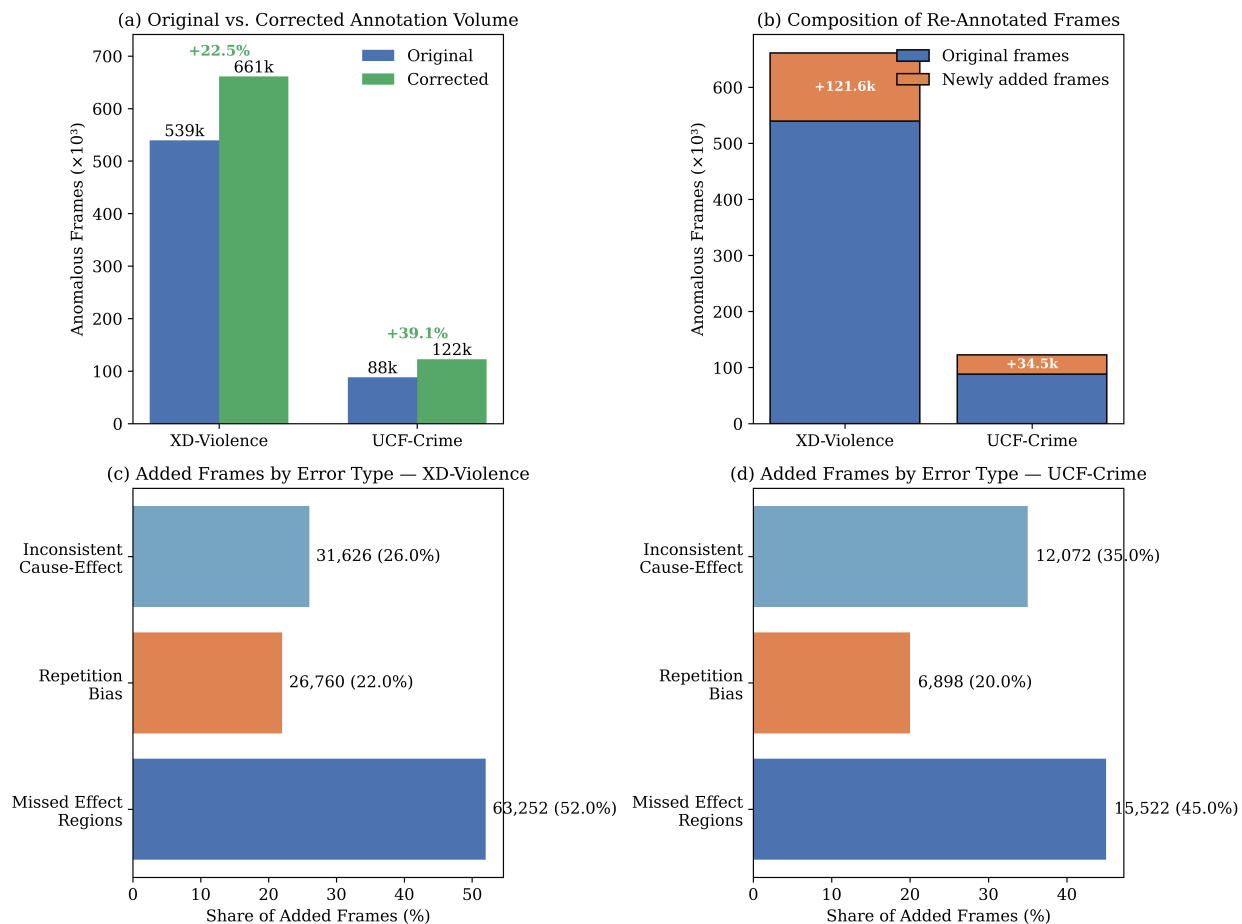 (a) Original vs. Corrected Annotation Volume
Anomalous Frames (×10³)
700
600
500
400
300
200
100
0
+22.5%
661k
539k
+39.1%
122k
88k
Original
Corrected
XD-Violence
UCF-Crime
(b) Composition of Re-Annotated Frames
Anomalous Frames (×10³)
600
500
400
300
200
100
0
+121.6k
+34.5k
Original frames
Newly added frames
XD-Violence
UCF-Crime
(c) Added Frames by Error Type — XD-Violence
Inconsistent
Cause-Effect
31,626 (26.0%)
Repetition
Bias
26,760 (22.0%)
Missed Effect
Regions
63,252 (52.0%)
0
10
20
30
40
50
Share of Added Frames (%)
(d) Added Frames by Error Type — UCF-Crime
Inconsistent
Cause-Effect
12,072 (35.0%)
Repetition
Bias
6,898 (20.0%)
Missed Effect
Regions
15,522 (45.0%)
0
10
20
30
40
Share of Added Frames (%)